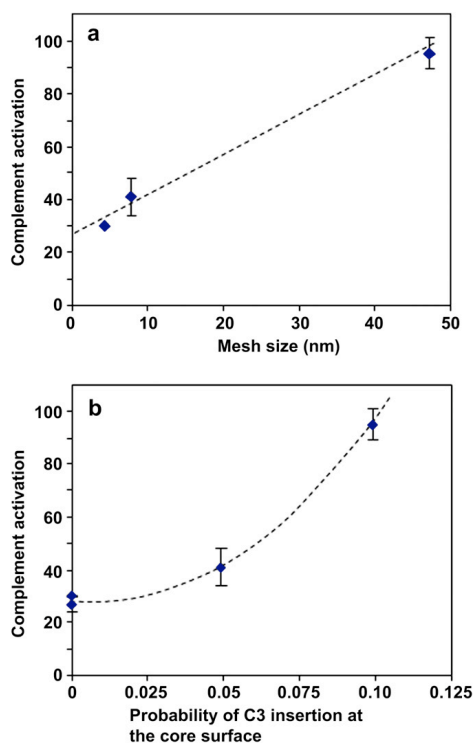 a
Complement activation
100
80
60
40
20
0
0 10 20 30 40 50
Mesh size (nm)
b
Complement activation
100
80
60
40
20
0
0 0.025 0.05 0.075 0.10 0.125
Probability of C3 insertion at
the core surface